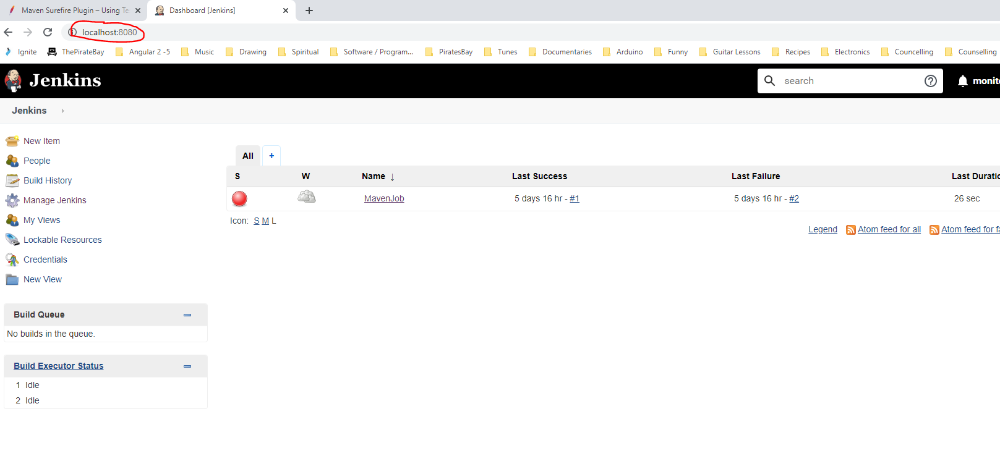 Maven Surefire Plugin – Using Te
Dashboard [Jenkins]
localhost:8080
Ignite ThePirateBay Angular 2 -5 Music Drawing Spiritual Software / Program... PiratesBay Tunes Documentaries Arduino Funny Guitar Lessons Recipes Electronics Councelling Counselling
Jenkins search monito
Jenkins
New Item
People
Build History
Manage Jenkins
My Views
Lockable Resources
Credentials
New View
Build Queue
No builds in the queue.
Build Executor Status
1 Idle
2 Idle
All +
S W Name ↓ Last Success Last Failure Last Duratio
MavenJob 5 days 16 hr - #1 5 days 16 hr - #2 26 sec
Icon: S M L
Legend Atom feed for all Atom feed for fa